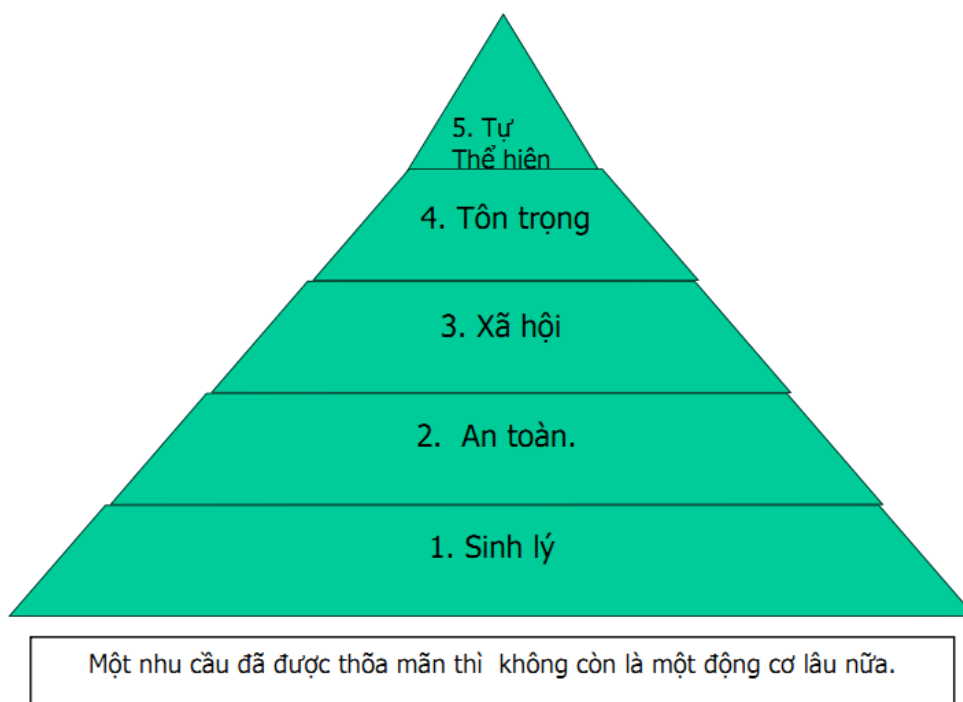 5. Tự
Thể hiện
4. Tôn trọng
3. Xã hội
2. An toàn.
1. Sinh lý
Một nhu cầu đã được thõa mãn thì không còn là một động cơ lâu nữa.